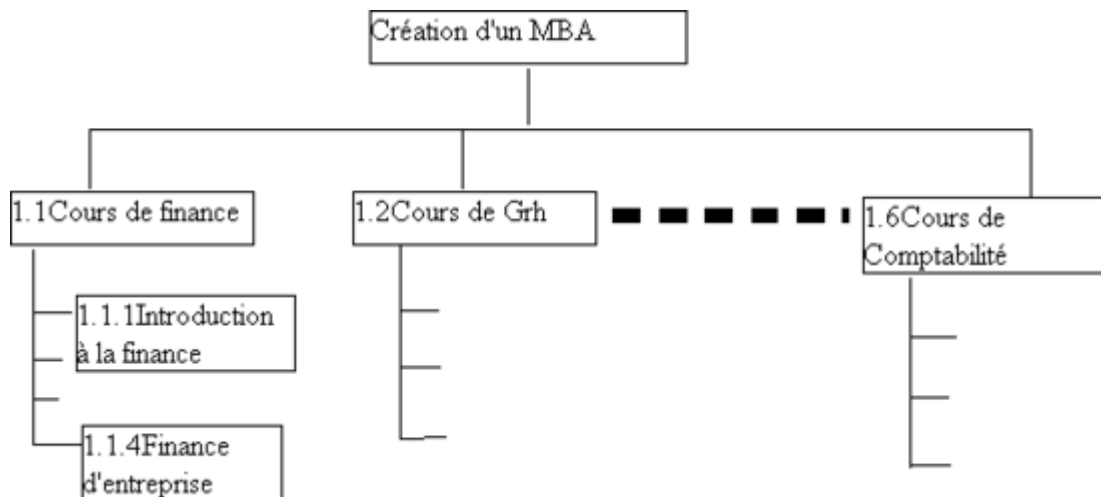 Création d'un MBA
1.1Cours de finance
1.2Cours de Grh
1.6Cours de
Comptabilité
1.1.1Introduction
à la finance
1.1.4Finance
d'entreprise